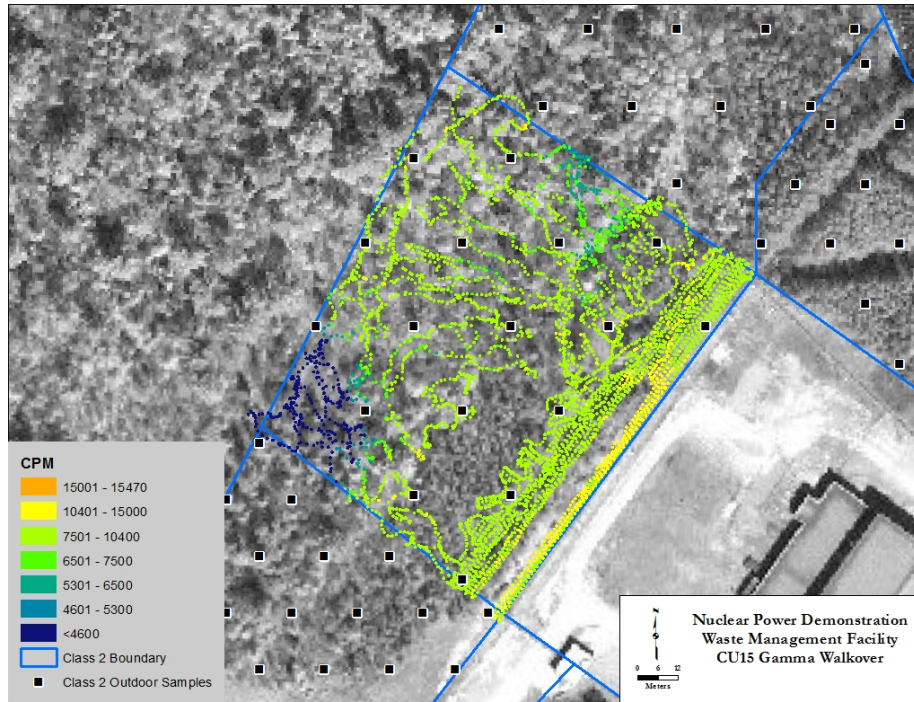 CPM
15001 - 15470
10401 - 15000
7501 - 10400
6501 - 7500
5301 - 6500
4601 - 5300
<4600
Class 2 Boundary
Class 2 Outdoor Samples
N
0 6 12
Meters
Nuclear Power Demonstration
Waste Management Facility
CU15 Gamma Walkover